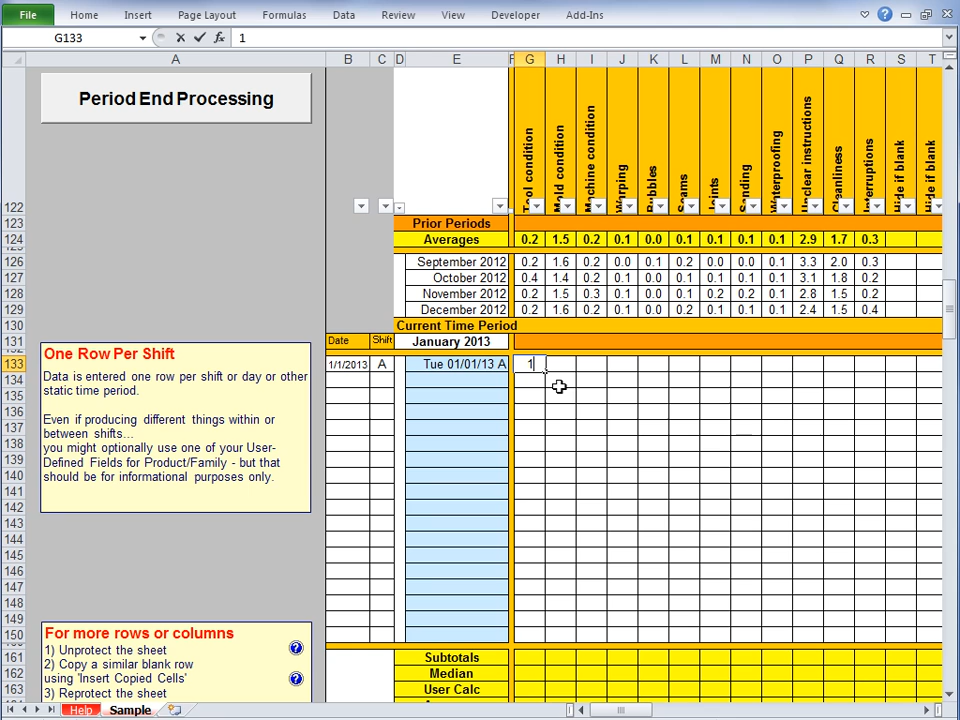 File Home Insert Page Layout Formulas Data Review View Developer Add-Ins
G133 fx 1
A B C D E F G H I J K L M N O P Q R S T
Period End Processing
Tool condition
Mold condition
Machine condition
Warping
Bubbles
Seams
Joints
Sanding
Waterproofing
Unclear instructions
Cleanliness
Interruptions
Hide if blank
Hide if blank
122
123 Prior Periods
124 Averages 0.2 1.5 0.2 0.1 0.0 0.1 0.1 0.1 0.1 2.9 1.7 0.3
126 September 2012 0.2 1.6 0.2 0.0 0.1 0.2 0.0 0.0 0.1 3.3 2.0 0.3
127 October 2012 0.4 1.4 0.2 0.1 0.0 0.1 0.1 0.1 0.1 3.1 1.8 0.2
128 November 2012 0.2 1.5 0.3 0.1 0.0 0.1 0.2 0.2 0.1 2.8 1.5 0.2
129 December 2012 0.2 1.6 0.2 0.1 0.0 0.2 0.1 0.1 0.1 2.4 1.5 0.4
130 Current Time Period
131 Date Shift January 2013
133 1/1/2013 A Tue 01/01/13 A 1
134
135
136
137
138
139
140
141
142
143
144
145
146
147
148
149
150
One Row Per Shift
Data is entered one row per shift or day or other
static time period.
Even if producing different things within or
between shifts...
you might optionally use one of your User-
Defined Fields for Product/Family - but that
should be for informational purposes only.
For more rows or columns
1) Unprotect the sheet
2) Copy a similar blank row
using 'Insert Copied Cells'
3) Reprotect the sheet
161 Subtotals
162 Median
163 User Calc
Help Sample